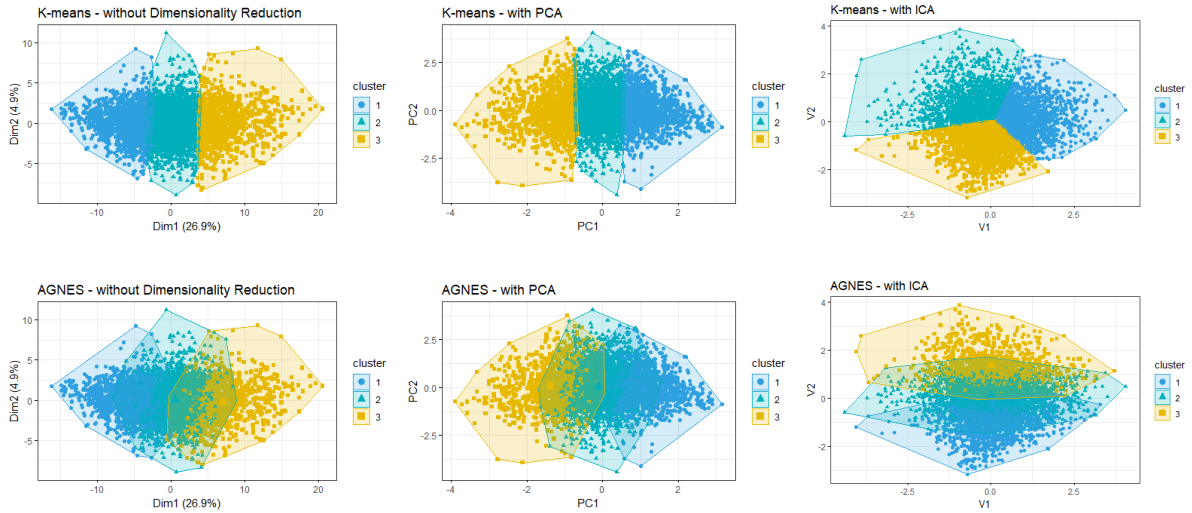 K-means - without Dimensionality Reduction
10
5
0
-5
Dim2 (4.9%)
-10
0
10
20
Dim1 (26.9%)
cluster
1
2
3
K-means - with PCA
2.5
0.0
-2.5
PC2
-4
-2
0
2
PC1
cluster
1
2
3
K-means - with ICA
4
2
0
-2
V2
-2.5
0.0
2.5
V1
cluster
1
2
3
AGNES - without Dimensionality Reduction
10
5
0
-5
Dim2 (4.9%)
-10
0
10
20
Dim1 (26.9%)
cluster
1
2
3
AGNES - with PCA
2.5
0.0
-2.5
PC2
-4
-2
0
2
PC1
cluster
1
2
3
AGNES - with ICA
4
2
0
-2
V2
-2.5
0.0
2.5
V1
cluster
1
2
3